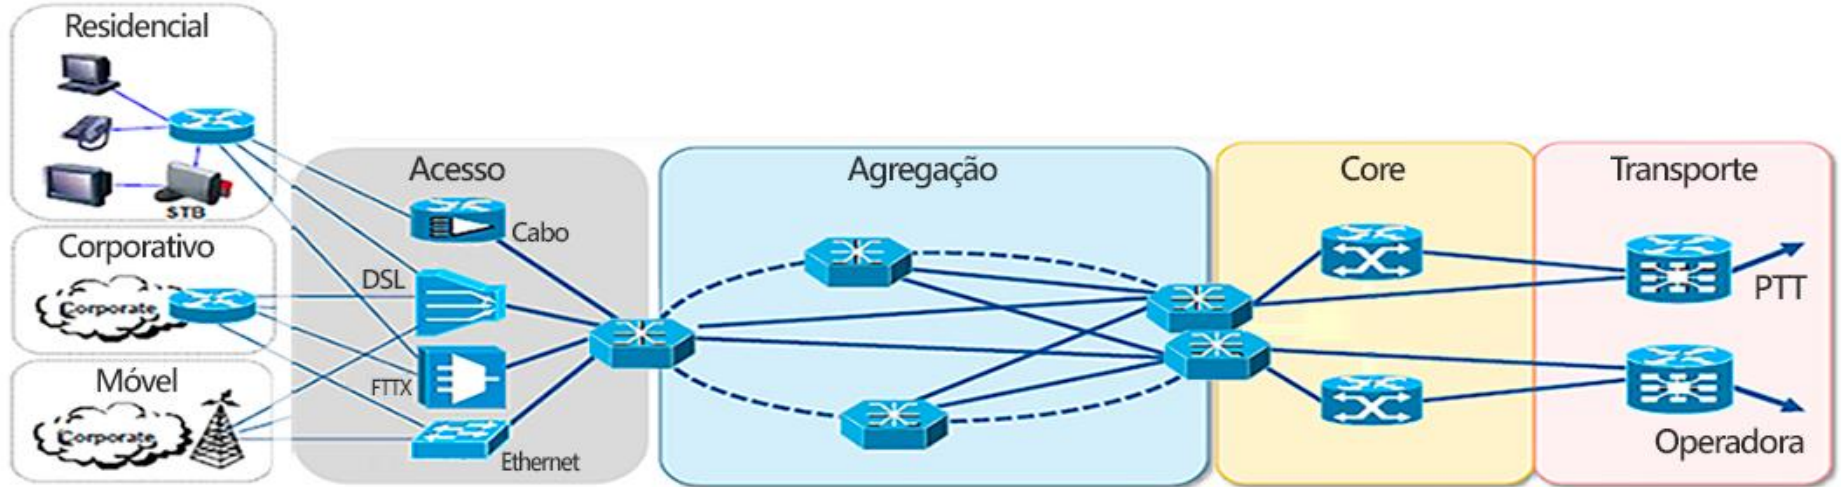 Residencial
STB
Corporativo
Corporate
Móvel
Corporate
Acesso
Cabo
DSL
FTTX
Ethernet
Agregação
Core
Transporte
PTT
Operadora